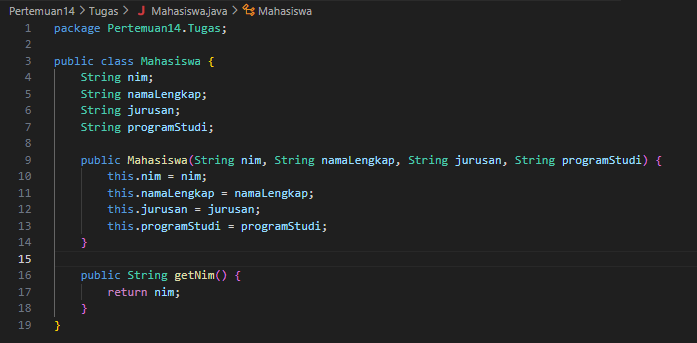 Pertemuan14 > Tugas > J Mahasiswa.java > Mahasiswa
1 package Pertemuan14.Tugas;
2
3 public class Mahasiswa {
4 String nim;
5 String namaLengkap;
6 String jurusan;
7 String programStudi;
8
9 public Mahasiswa(String nim, String namaLengkap, String jurusan, String programStudi) {
10 this.nim = nim;
11 this.namaLengkap = namaLengkap;
12 this.jurusan = jurusan;
13 this.programStudi = programStudi;
14 }
15
16 public String getNim() {
17 return nim;
18 }
19 }